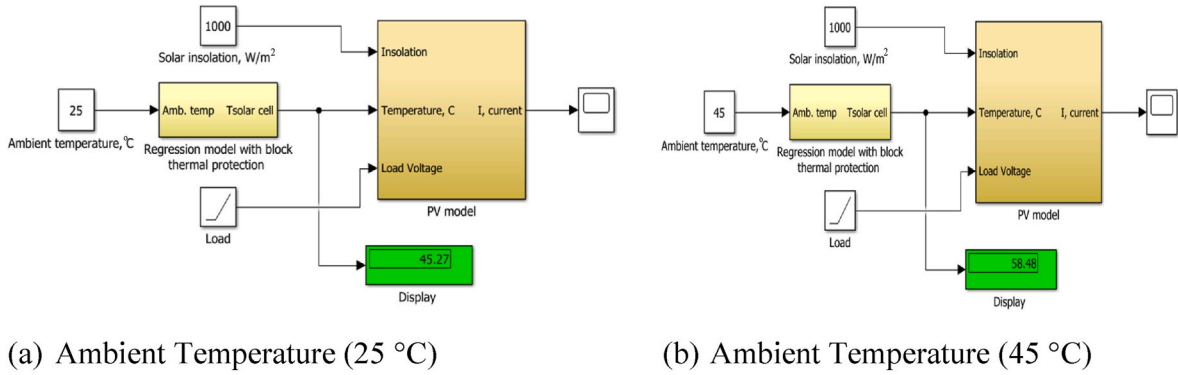 1000
Solar insolation, W/m²
Insolation
25
Ambient temperature,°C
Amb. temp Tsolar cell
Regression model with block
thermal protection
Temperature, C I, current
Load Voltage
PV model
Load
45.27
Display
(a) Ambient Temperature (25 °C)
1000
Solar insolation, W/m²
Insolation
45
Ambient temperature,°C
Amb. temp Tsolar cell
Regression model with block
thermal protection
Temperature, C I, current
Load Voltage
PV model
Load
58.48
Display
(b) Ambient Temperature (45 °C)